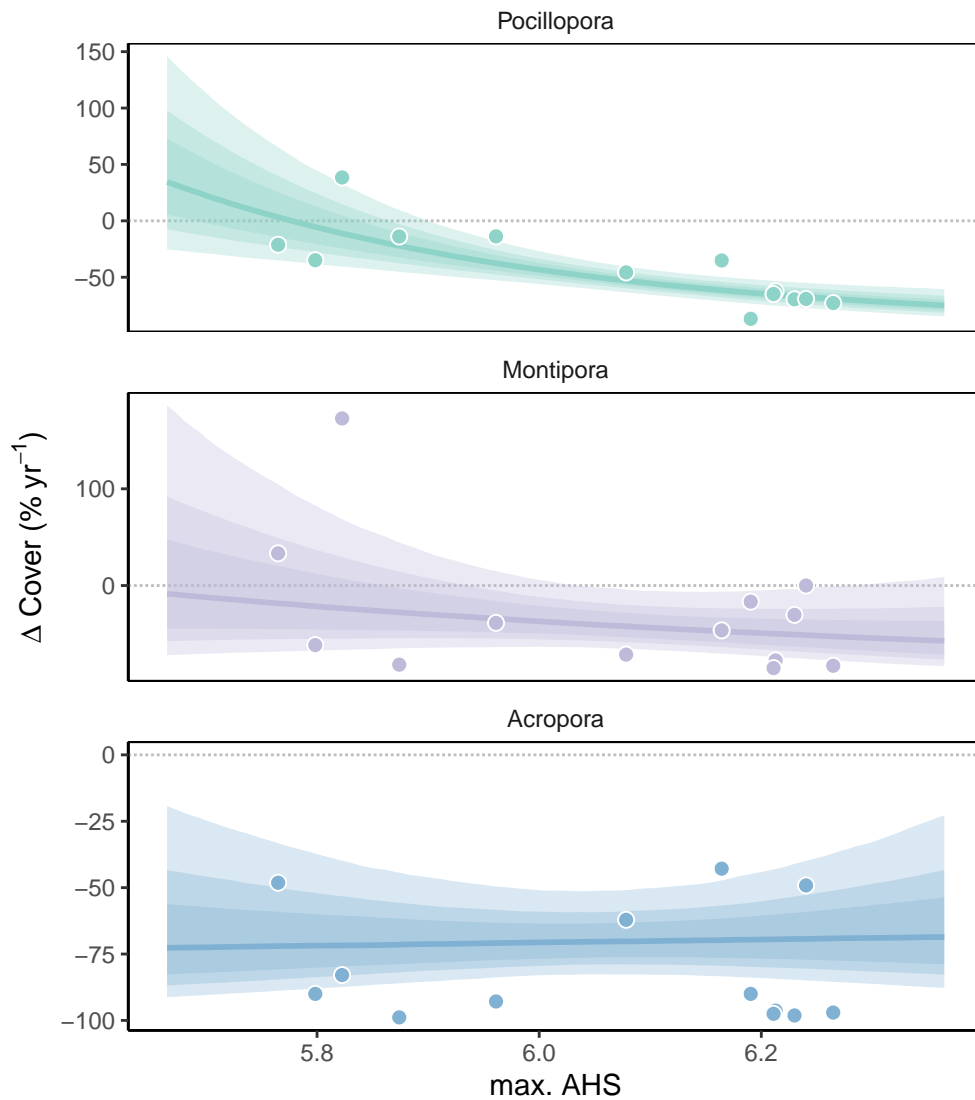 Pocillopora
150
100
50
0
−50
Montipora
100
0
Δ Cover (% yr⁻¹)
Acropora
0
−25
−50
−75
−100
5.8 6.0 6.2
max. AHS